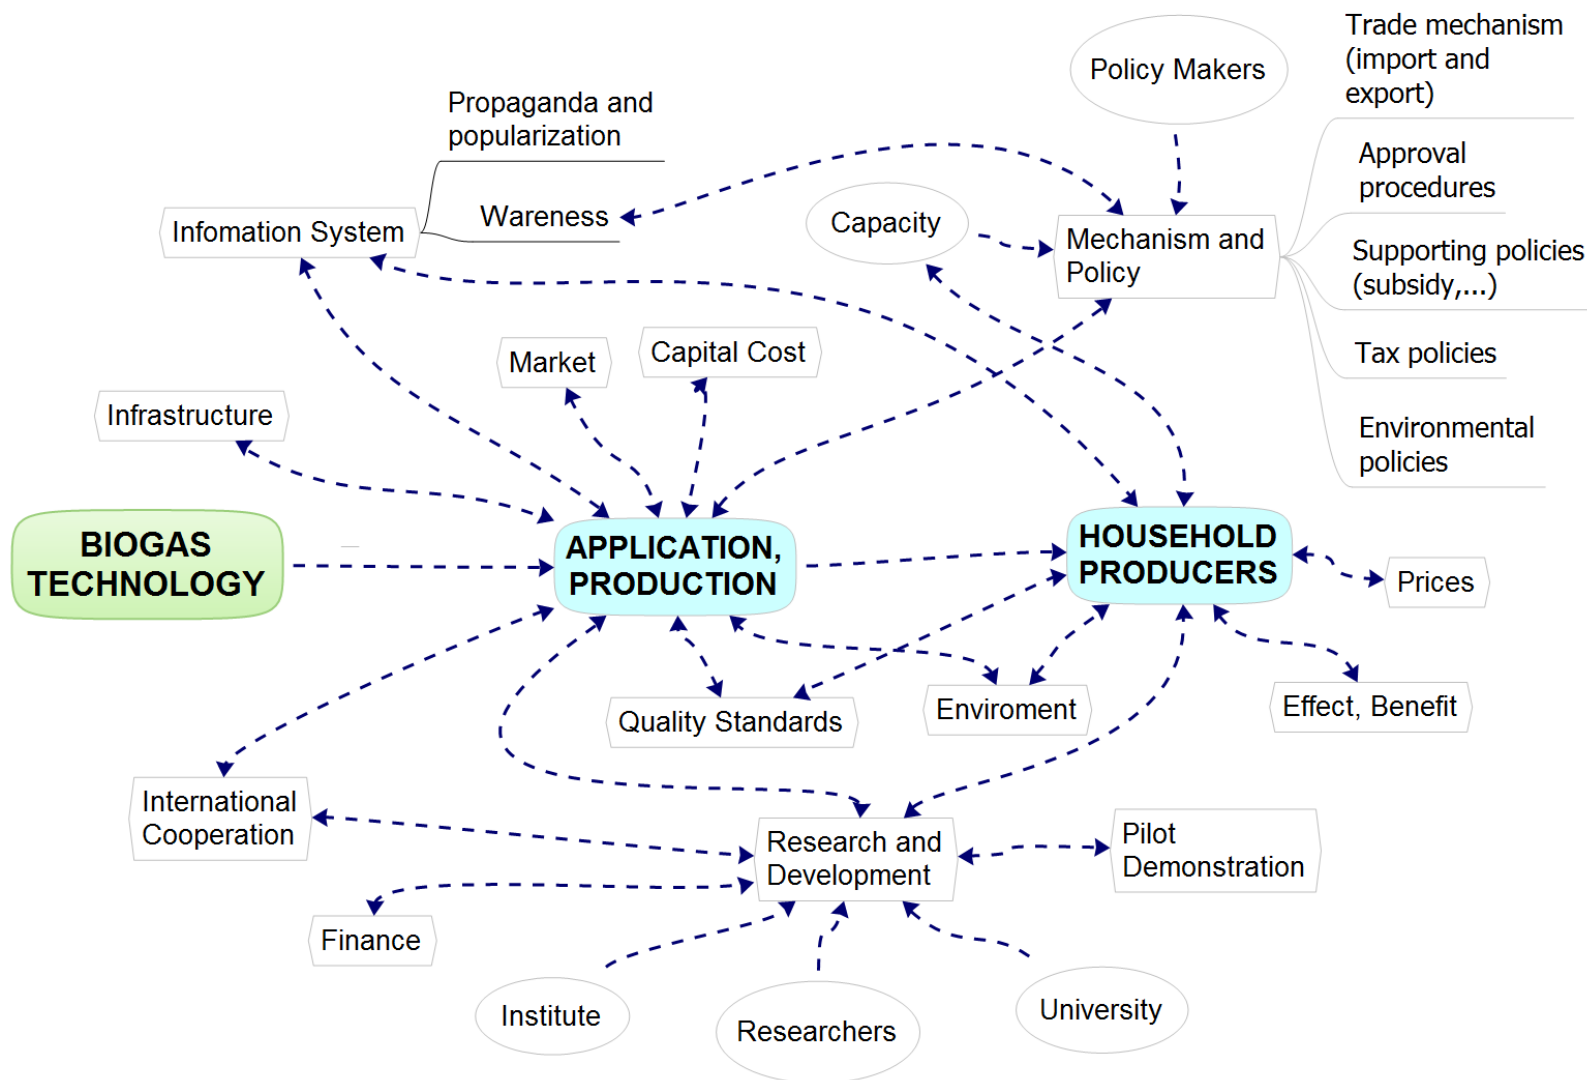 Trade mechanism
(import and
export)
Policy Makers
Propaganda and
popularization
Approval
procedures
Wareness
Capacity
Infomation System
Mechanism and
Policy
Supporting policies
(subsidy,...)
Market
Capital Cost
Tax policies
Infrastructure
Environmental
policies
BIOGAS
TECHNOLOGY
APPLICATION,
PRODUCTION
HOUSEHOLD
PRODUCERS
Prices
Quality Standards
Enviroment
Effect, Benefit
International
Cooperation
Research and
Development
Pilot
Demonstration
Finance
Institute
Researchers
University